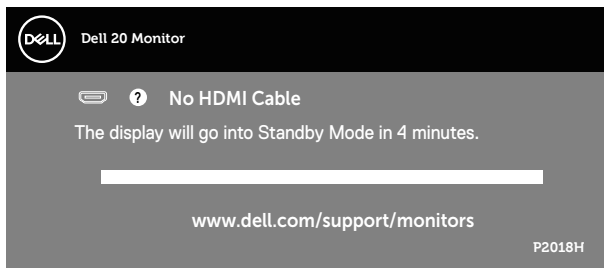 DELL
Dell 20 Monitor
? No HDMI Cable
The display will go into Standby Mode in 4 minutes.
www.dell.com/support/monitors
P2018H